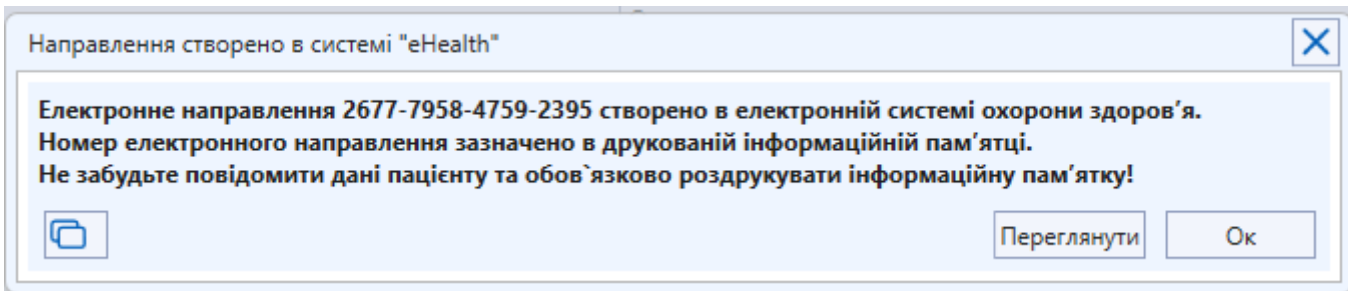 Направлення створено в системі "eHealth"
Електронне направлення 2677-7958-4759-2395 створено в електронній системі охорони здоров’я.
Номер електронного направлення зазначено в друкованій інформаційній пам’ятці.
Не забудьте повідомити дані пацієнту та обов`язково роздрукувати інформаційну пам’ятку!
Переглянути Ок